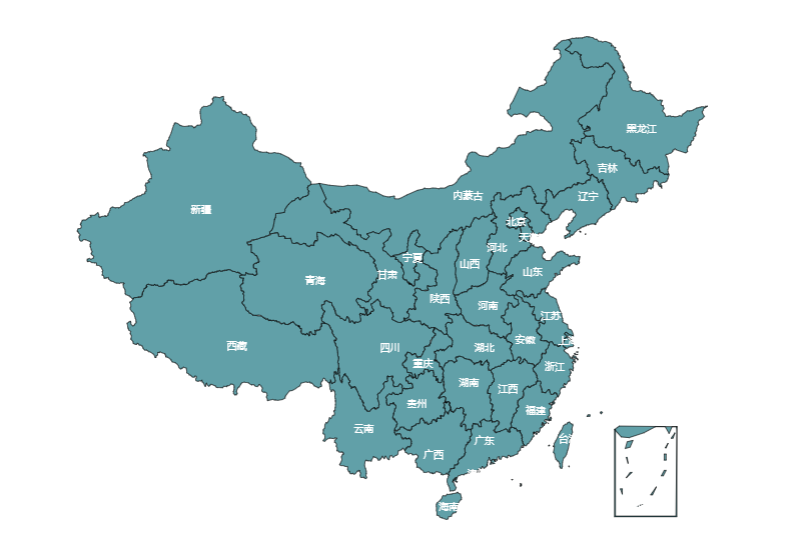 黑龙江
吉林
内蒙古
辽宁
新疆
北京
天
河北
宁夏
山西
山东
甘肃
青海
陕西
河南
江苏
安徽
上
西藏
四川
湖北
重庆
浙江
湖南
江西
贵州
福建
云南
台
广东
广西
海南